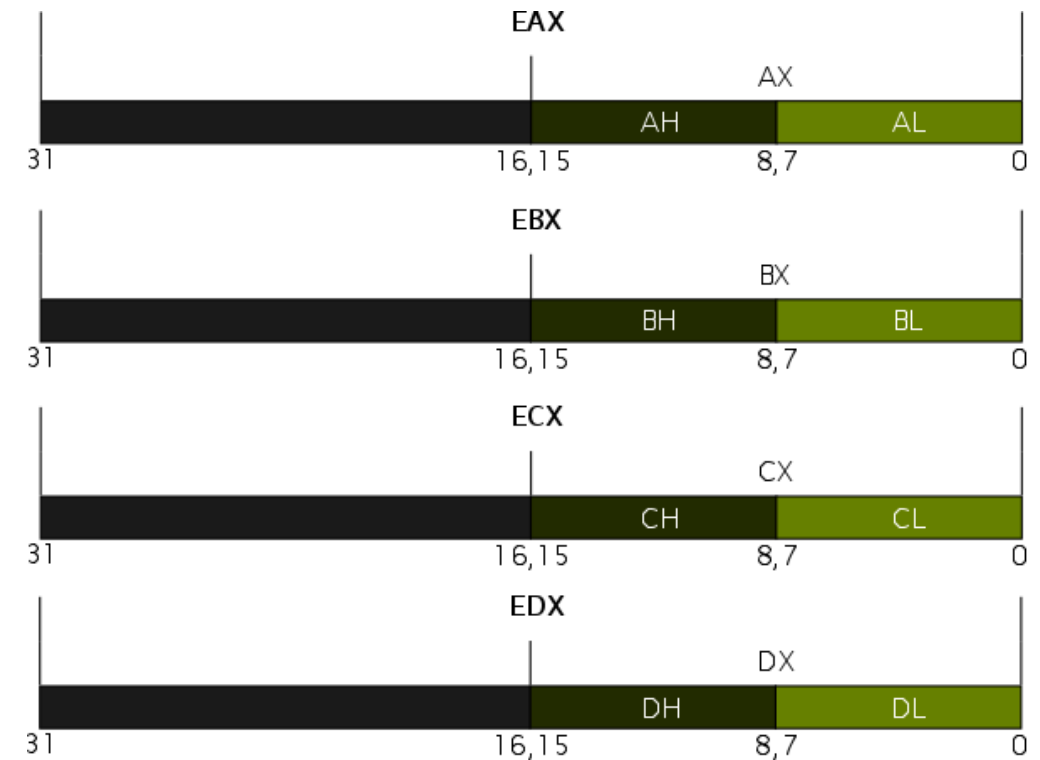 EAX
AX
AH AL
31 16,15 8,7 0
EBX
BX
BH BL
31 16,15 8,7 0
ECX
CX
CH CL
31 16,15 8,7 0
EDX
DX
DH DL
31 16,15 8,7 0